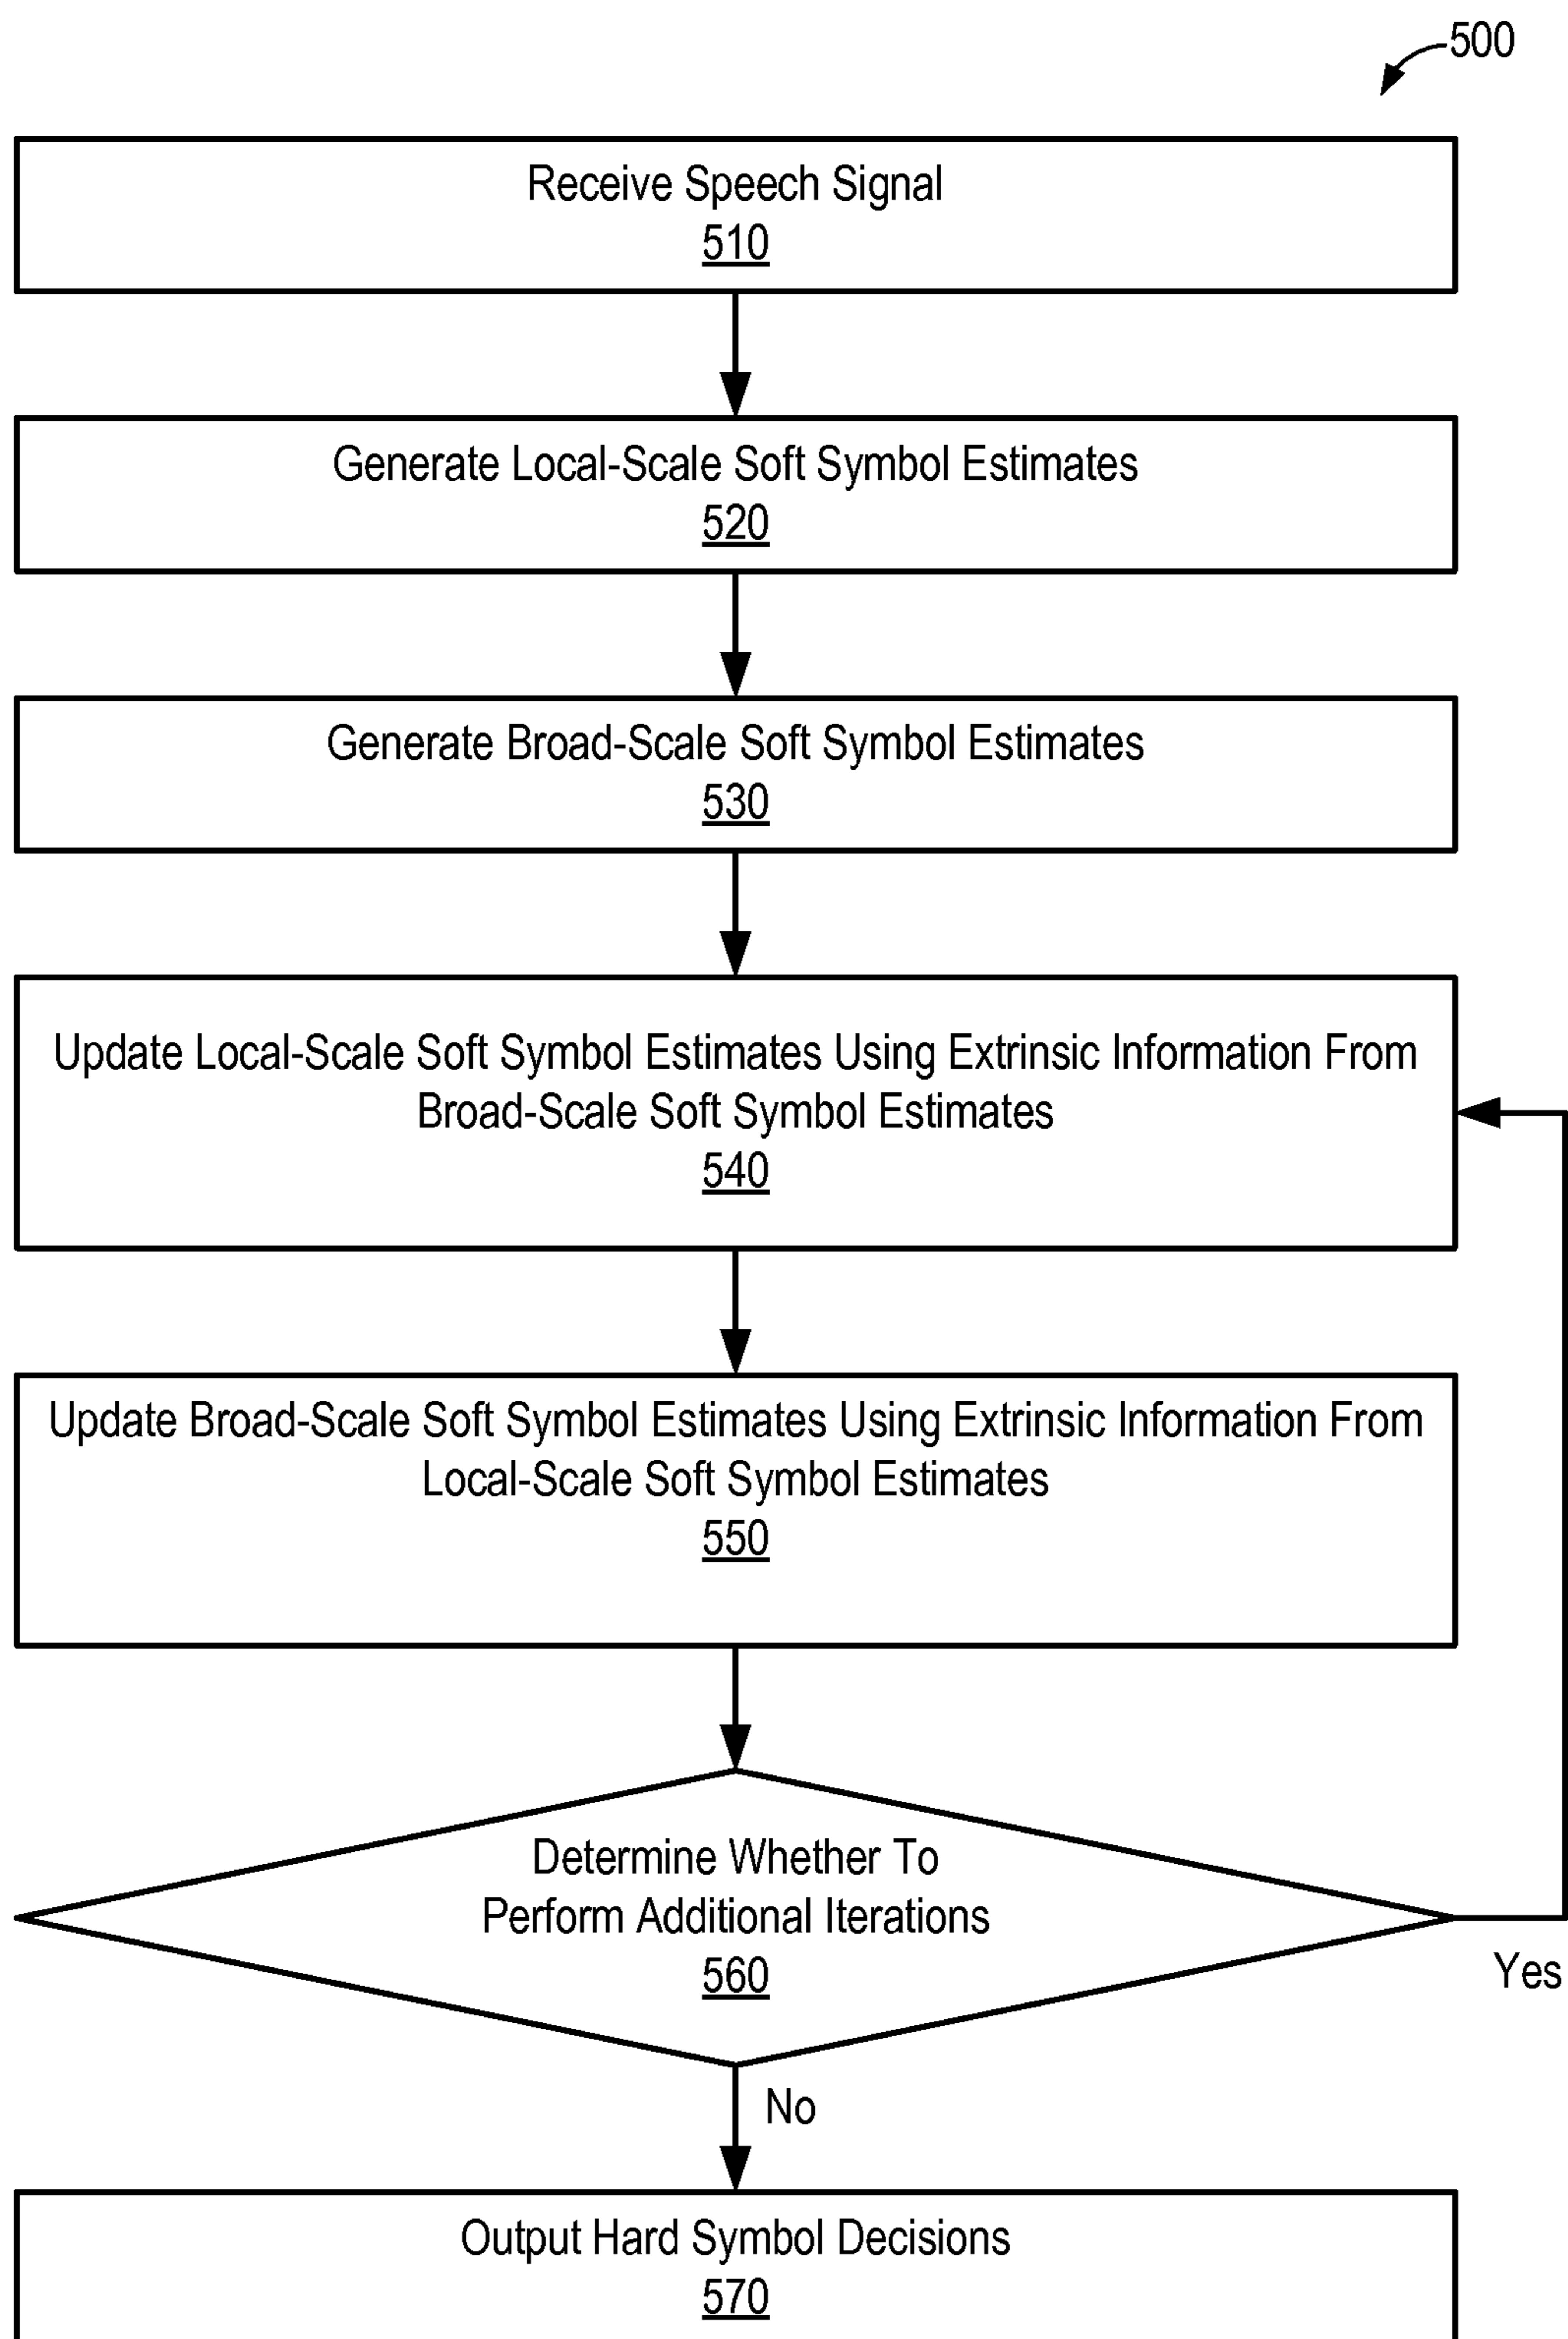 500
Receive Speech Signal
510
Generate Local-Scale Soft Symbol Estimates
520
Generate Broad-Scale Soft Symbol Estimates
530
Update Local-Scale Soft Symbol Estimates Using Extrinsic Information From
Broad-Scale Soft Symbol Estimates
540
Update Broad-Scale Soft Symbol Estimates Using Extrinsic Information From
Local-Scale Soft Symbol Estimates
550
Determine Whether To
Perform Additional Iterations
560
Yes
No
Output Hard Symbol Decisions
570